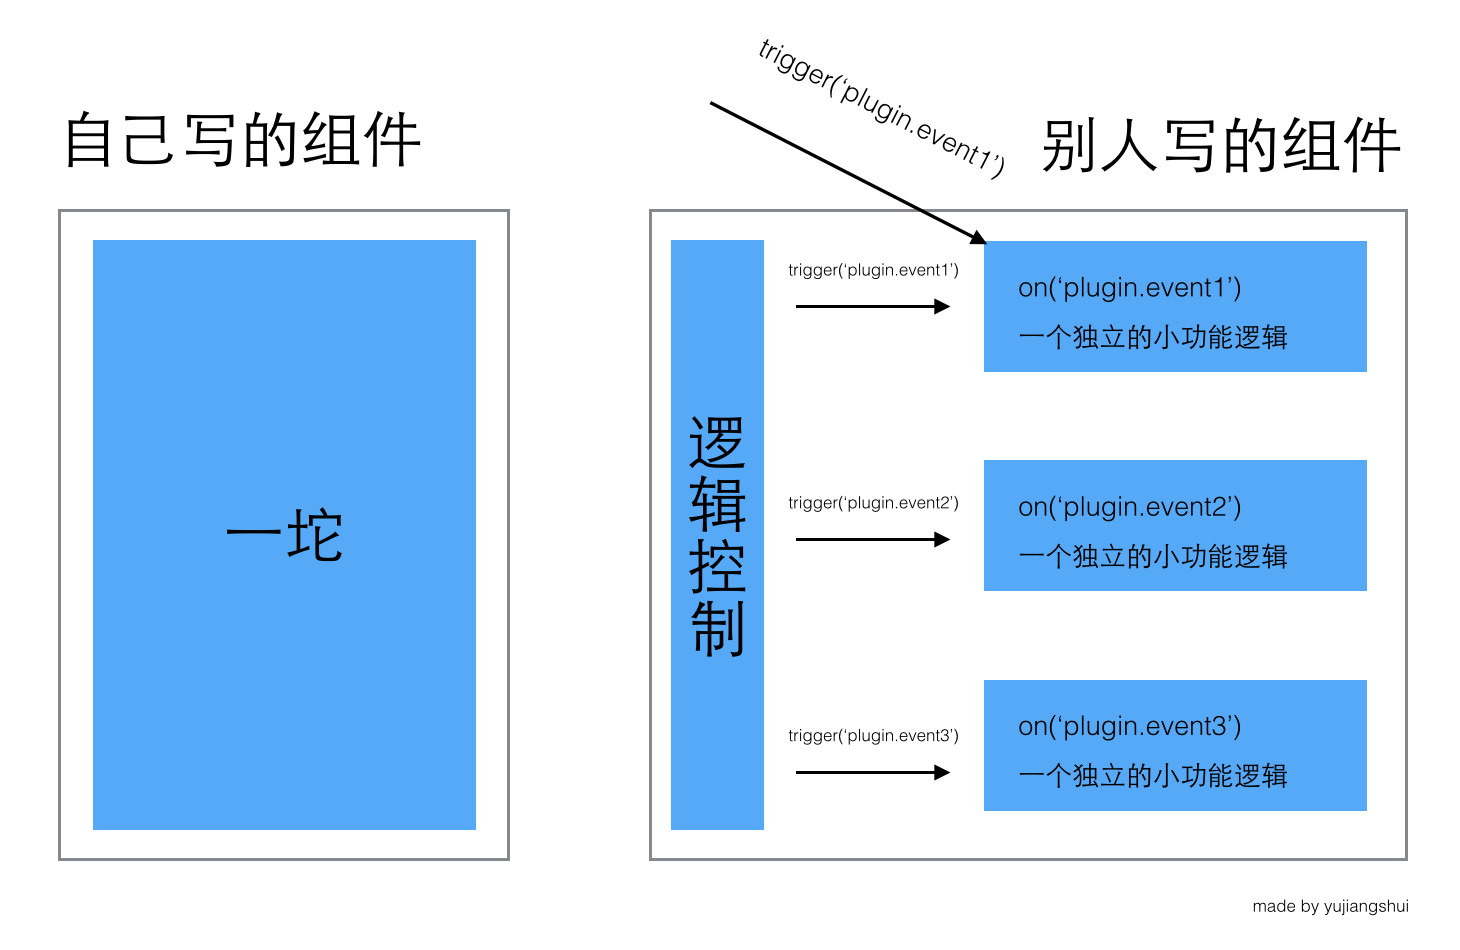 自己写的组件
一坨
trigger(‘plugin.event1’)
别人写的组件
逻辑控制
trigger(‘plugin.event1’)
on(‘plugin.event1’)
一个独立的小功能逻辑
trigger(‘plugin.event2’)
on(‘plugin.event2’)
一个独立的小功能逻辑
trigger(‘plugin.event3’)
on(‘plugin.event3’)
一个独立的小功能逻辑
made by yujiangshui